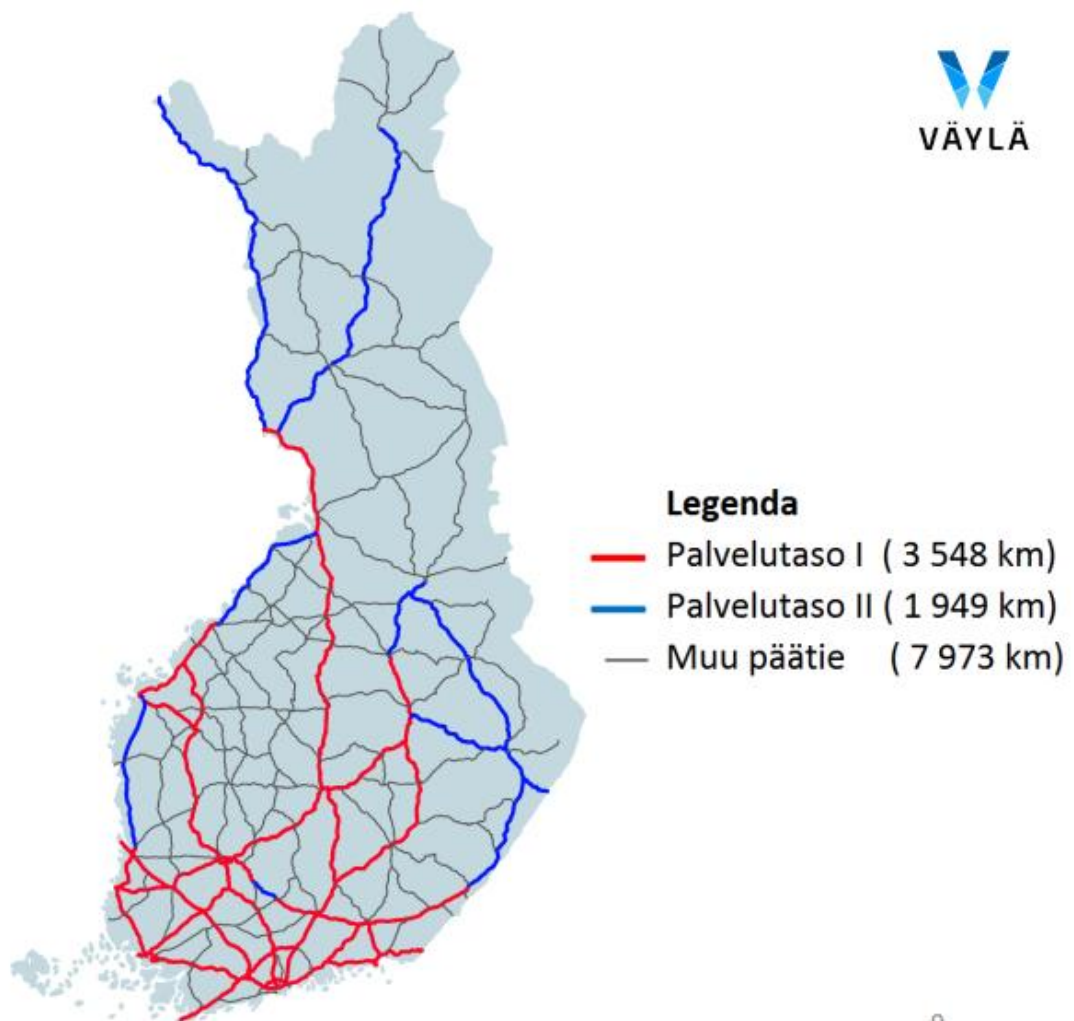 VÄYLÄ
Legenda
Palvelutaso I ( 3 548 km)
Palvelutaso II ( 1 949 km)
Muu päätie ( 7 973 km)